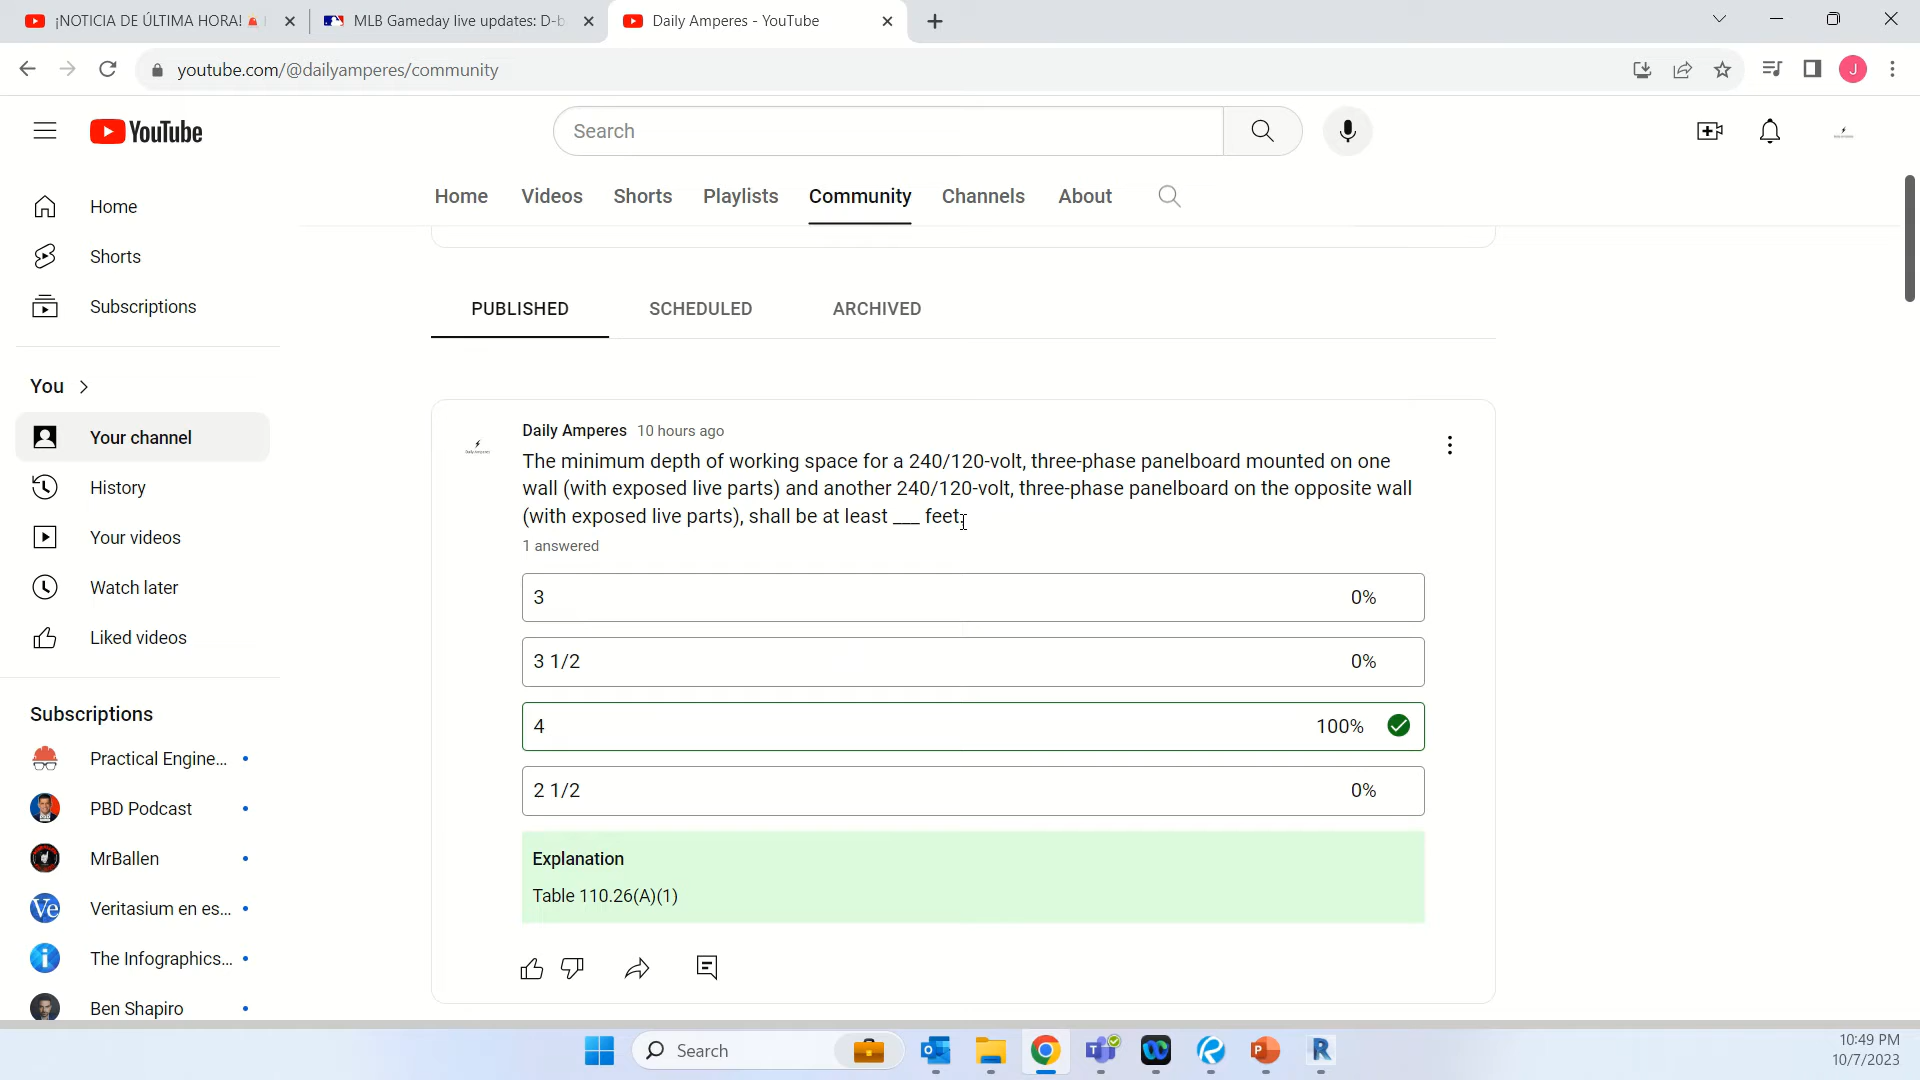 ¡NOTICIA DE ÚLTIMA HORA!
MLB Gameday live updates: D-b
Daily Amperes - YouTube
youtube.com/@dailyamperes/community
J
YouTube
Search
Home
Videos
Shorts
Playlists
Community
Channels
About
Home
Shorts
Subscriptions
You
Your channel
History
Your videos
Watch later
Liked videos
Subscriptions
Practical Engine...
PBD Podcast
MrBallen
Veritasium en es...
The Infographics...
Ben Shapiro
PUBLISHED
SCHEDULED
ARCHIVED
Daily Amperes 10 hours ago
The minimum depth of working space for a 240/120-volt, three-phase panelboard mounted on one
wall (with exposed live parts) and another 240/120-volt, three-phase panelboard on the opposite wall
(with exposed live parts), shall be at least ___ feet.
1 answered
3 0%
3 1/2 0%
4 100%
2 1/2 0%
Explanation
Table 110.26(A)(1)
Search
10:49 PM
10/7/2023